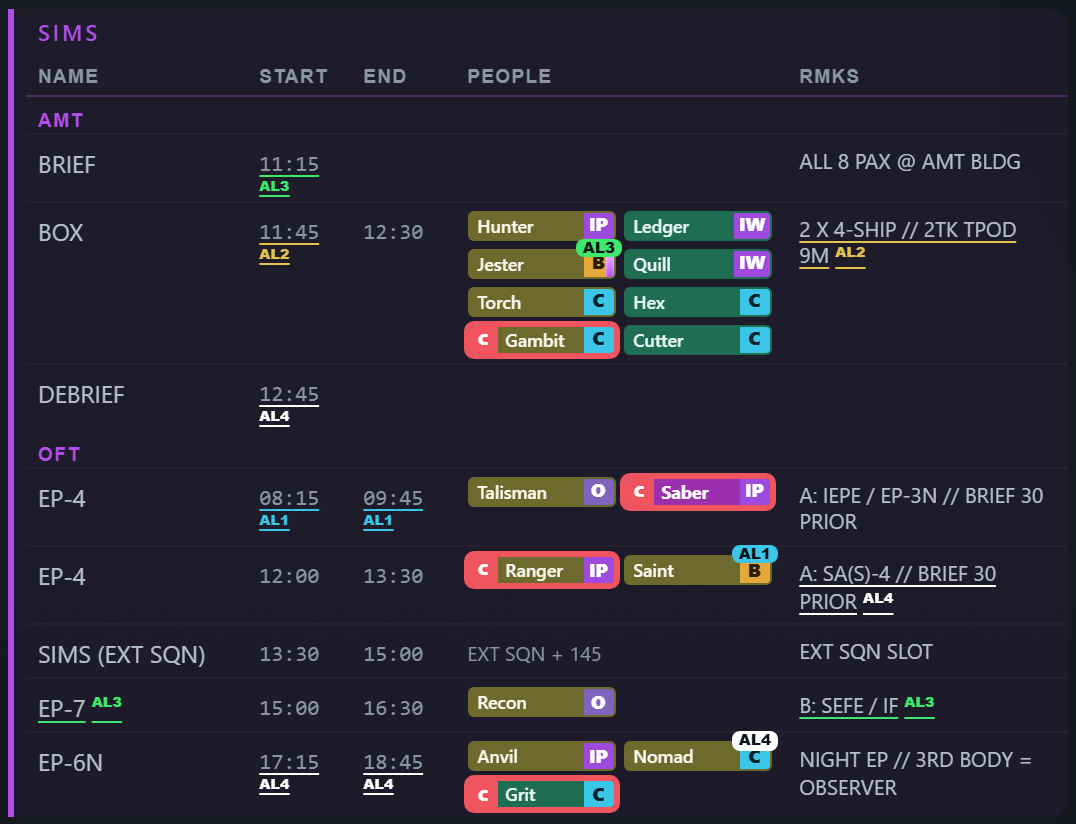 SIMS
NAME START END PEOPLE RMKS
AMT
BRIEF 11:15 ALL 8 PAX @ AMT BLDG
AL3
BOX 11:45 12:30 Hunter IP Ledger IW 2 X 4-SHIP // 2TK TPOD
AL2 Jester AL3 B Quill IW 9M AL2
Torch C Hex C
C Gambit C Cutter C
DEBRIEF 12:45
AL4
OFT
EP-4 08:15 09:45 Talisman O C Saber IP A: IEPE / EP-3N // BRIEF 30
AL1 AL1 PRIOR
EP-4 12:00 13:30 C Ranger IP Saint AL1 B A: SA(S)-4 // BRIEF 30
PRIOR AL4
SIMS (EXT SQN) 13:30 15:00 EXT SQN + 145 EXT SQN SLOT
EP-7 AL3 15:00 16:30 Recon O B: SEFE / IF AL3
EP-6N 17:15 18:45 Anvil IP Nomad AL4 C NIGHT EP // 3RD BODY =
AL4 AL4 C Grit C OBSERVER